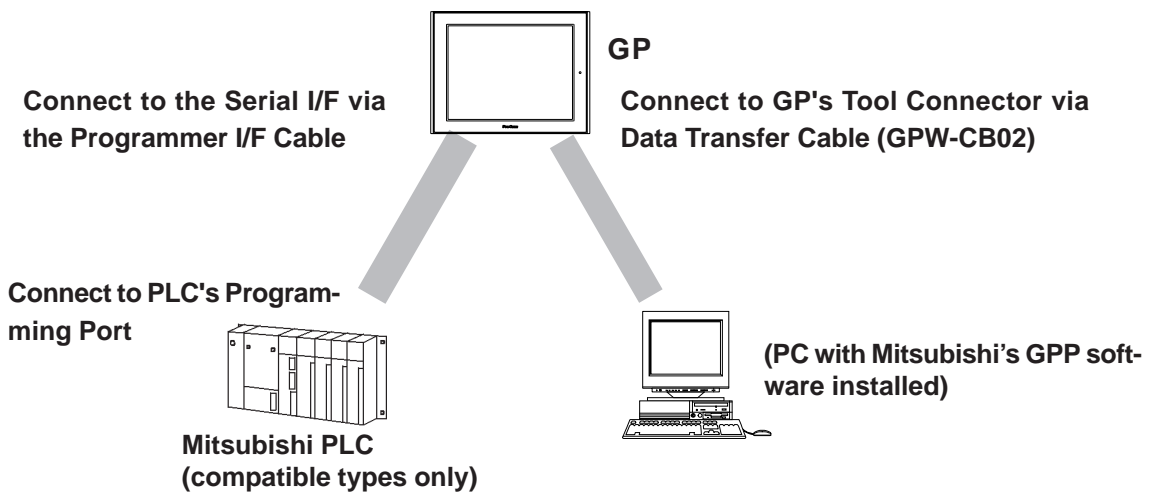 GP
Connect to the Serial I/F via
the Programmer I/F Cable
Connect to GP's Tool Connector via
Data Transfer Cable (GPW-CB02)
Connect to PLC's Program-
ming Port
(PC with Mitsubishi’s GPP soft-
ware installed)
Mitsubishi PLC
(compatible types only)